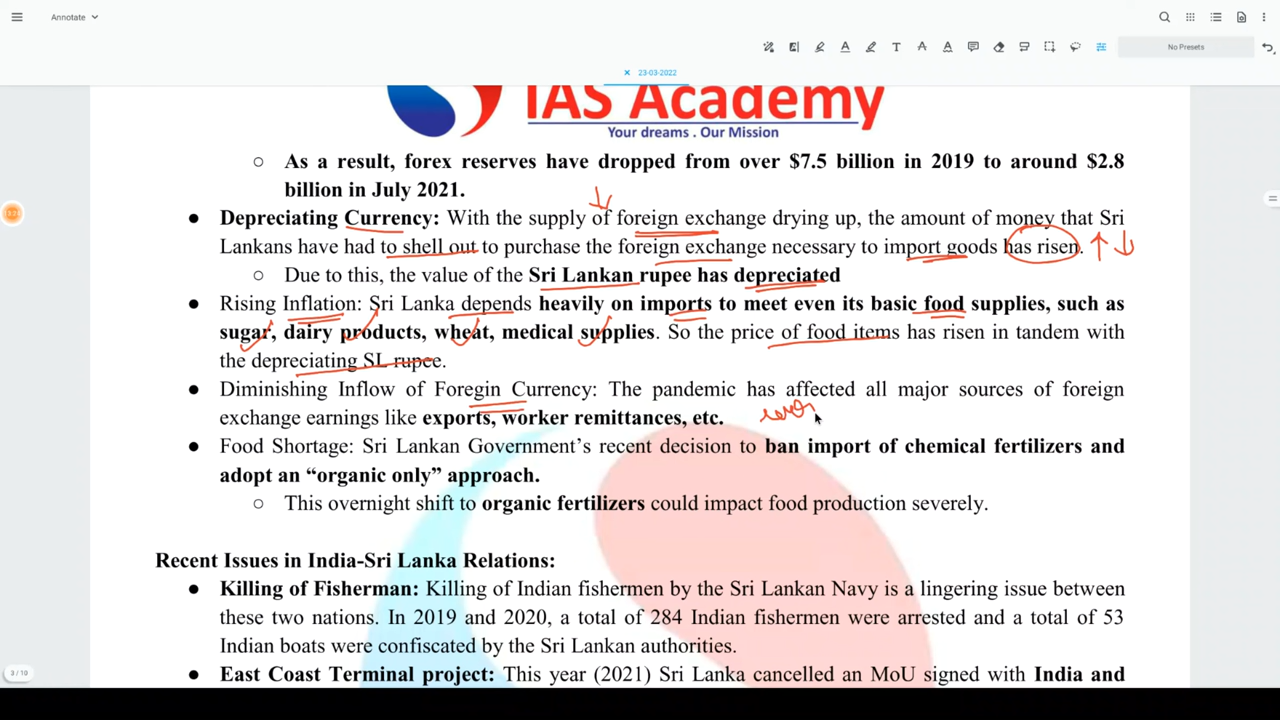 Annotate
No Presets
23-03-2022
IAS Academy
Your dreams . Our Mission
○ As a result, forex reserves have dropped from over $7.5 billion in 2019 to around $2.8
billion in July 2021.
● Depreciating Currency: With the supply of foreign exchange drying up, the amount of money that Sri
Lankans have had to shell out to purchase the foreign exchange necessary to import goods has risen.
○ Due to this, the value of the Sri Lankan rupee has depreciated
● Rising Inflation: Sri Lanka depends heavily on imports to meet even its basic food supplies, such as
sugar, dairy products, wheat, medical supplies. So the price of food items has risen in tandem with
the depreciating SL rupee.
● Diminishing Inflow of Foregin Currency: The pandemic has affected all major sources of foreign
exchange earnings like exports, worker remittances, etc.
● Food Shortage: Sri Lankan Government’s recent decision to ban import of chemical fertilizers and
adopt an “organic only” approach.
○ This overnight shift to organic fertilizers could impact food production severely.
Recent Issues in India-Sri Lanka Relations:
● Killing of Fisherman: Killing of Indian fishermen by the Sri Lankan Navy is a lingering issue between
these two nations. In 2019 and 2020, a total of 284 Indian fishermen were arrested and a total of 53
Indian boats were confiscated by the Sri Lankan authorities.
● East Coast Terminal project: This year (2021) Sri Lanka cancelled an MoU signed with India and
3 / 10